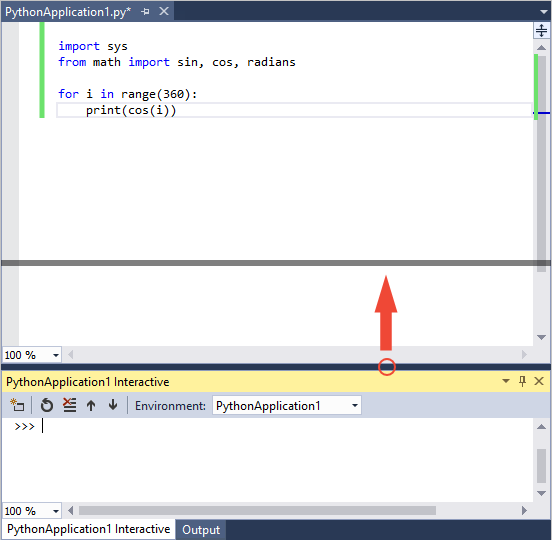 PythonApplication1.py*
import sys
from math import sin, cos, radians
for i in range(360):
    print(cos(i))
100 %
PythonApplication1 Interactive
Environment: PythonApplication1
>>>
100 %
PythonApplication1 Interactive Output